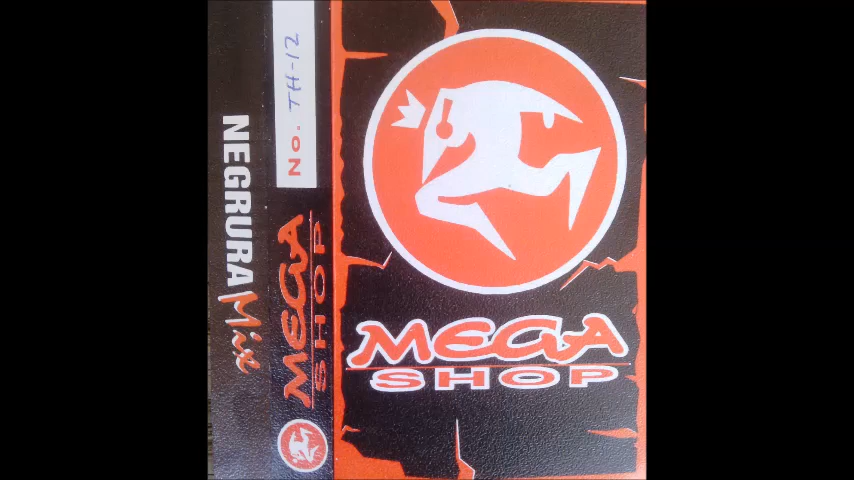 NEGRURA Mix
No. TH-12
MEGA
SHOP
MEGA
SHOP